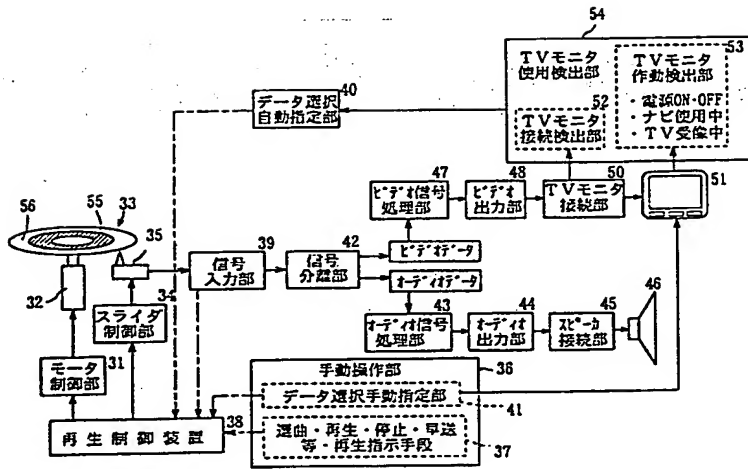 54
53
TVモニタ
使用検出部
TVモニタ
作動検出部
・電源ON・OFF
・ナビ使用中
・TV受像中
52
TVモニタ
接続検出部
40
データ選択
自動指定部
47
ビデオ信号
処理部
48
ビデオ
出力部
50
TVモニタ
接続部
51
55
56
33
35
32
34
スライダ
制御部
39
信号
入力部
42
信号
分離部
ビデオデータ
オーディオデータ
43
オーディオ信号
処理部
44
オーディオ
出力部
45
スピーカ
接続部
46
31
モータ
制御部
38
再生制御装置
36
手動操作部
データ選択手動指定部
41
選曲・再生・停止・早送
等・再生指示手段
37